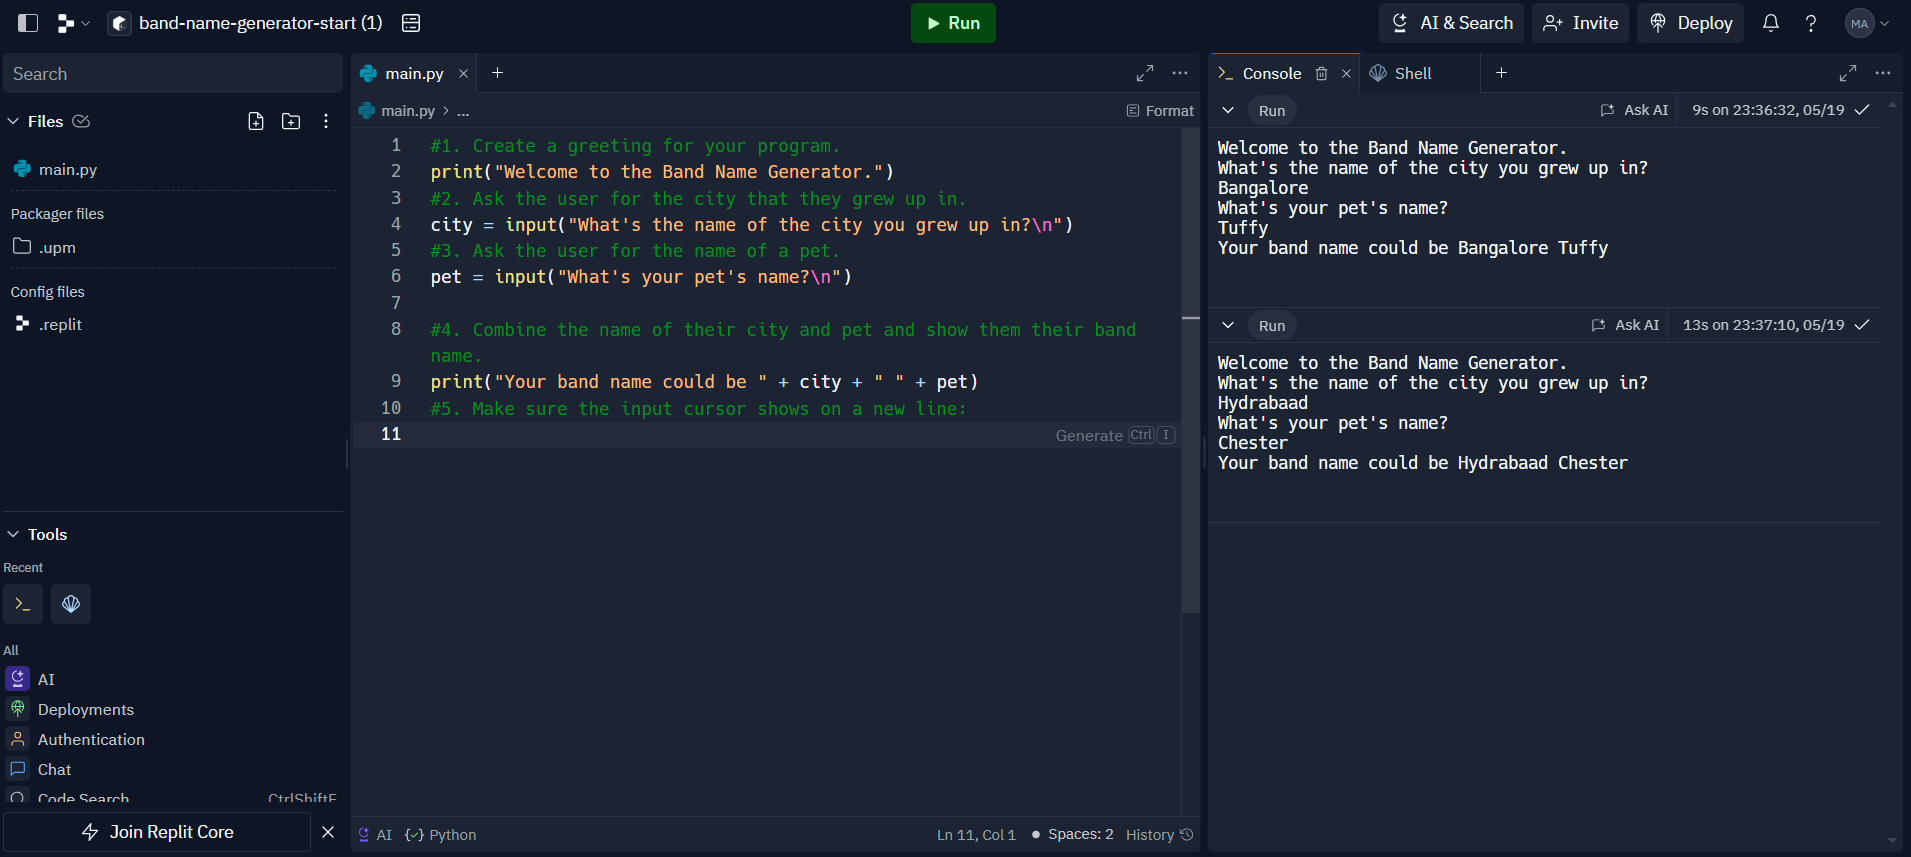 band-name-generator-start (1)
Run
AI & Search
Invite
Deploy
?
MA
Search
Files
main.py
Packager files
.upm
Config files
.replit
Tools
Recent
All
AI
Deployments
Authentication
Chat
Code Search CtrlShiftF
Join Replit Core
main.py
main.py > ...
Format
1 #1. Create a greeting for your program.
2 print("Welcome to the Band Name Generator.")
3 #2. Ask the user for the city that they grew up in.
4 city = input("What's the name of the city you grew up in?\n")
5 #3. Ask the user for the name of a pet.
6 pet = input("What's your pet's name?\n")
7
8 #4. Combine the name of their city and pet and show them their band
name.
9 print("Your band name could be " + city + " " + pet)
10 #5. Make sure the input cursor shows on a new line:
11
Generate Ctrl I
AI
Python
Ln 11, Col 1
Spaces: 2
History
Console
Shell
Run
Ask AI
9s on 23:36:32, 05/19
Welcome to the Band Name Generator.
What's the name of the city you grew up in?
Bangalore
What's your pet's name?
Tuffy
Your band name could be Bangalore Tuffy
Run
Ask AI
13s on 23:37:10, 05/19
Welcome to the Band Name Generator.
What's the name of the city you grew up in?
Hydrabaad
What's your pet's name?
Chester
Your band name could be Hydrabaad Chester